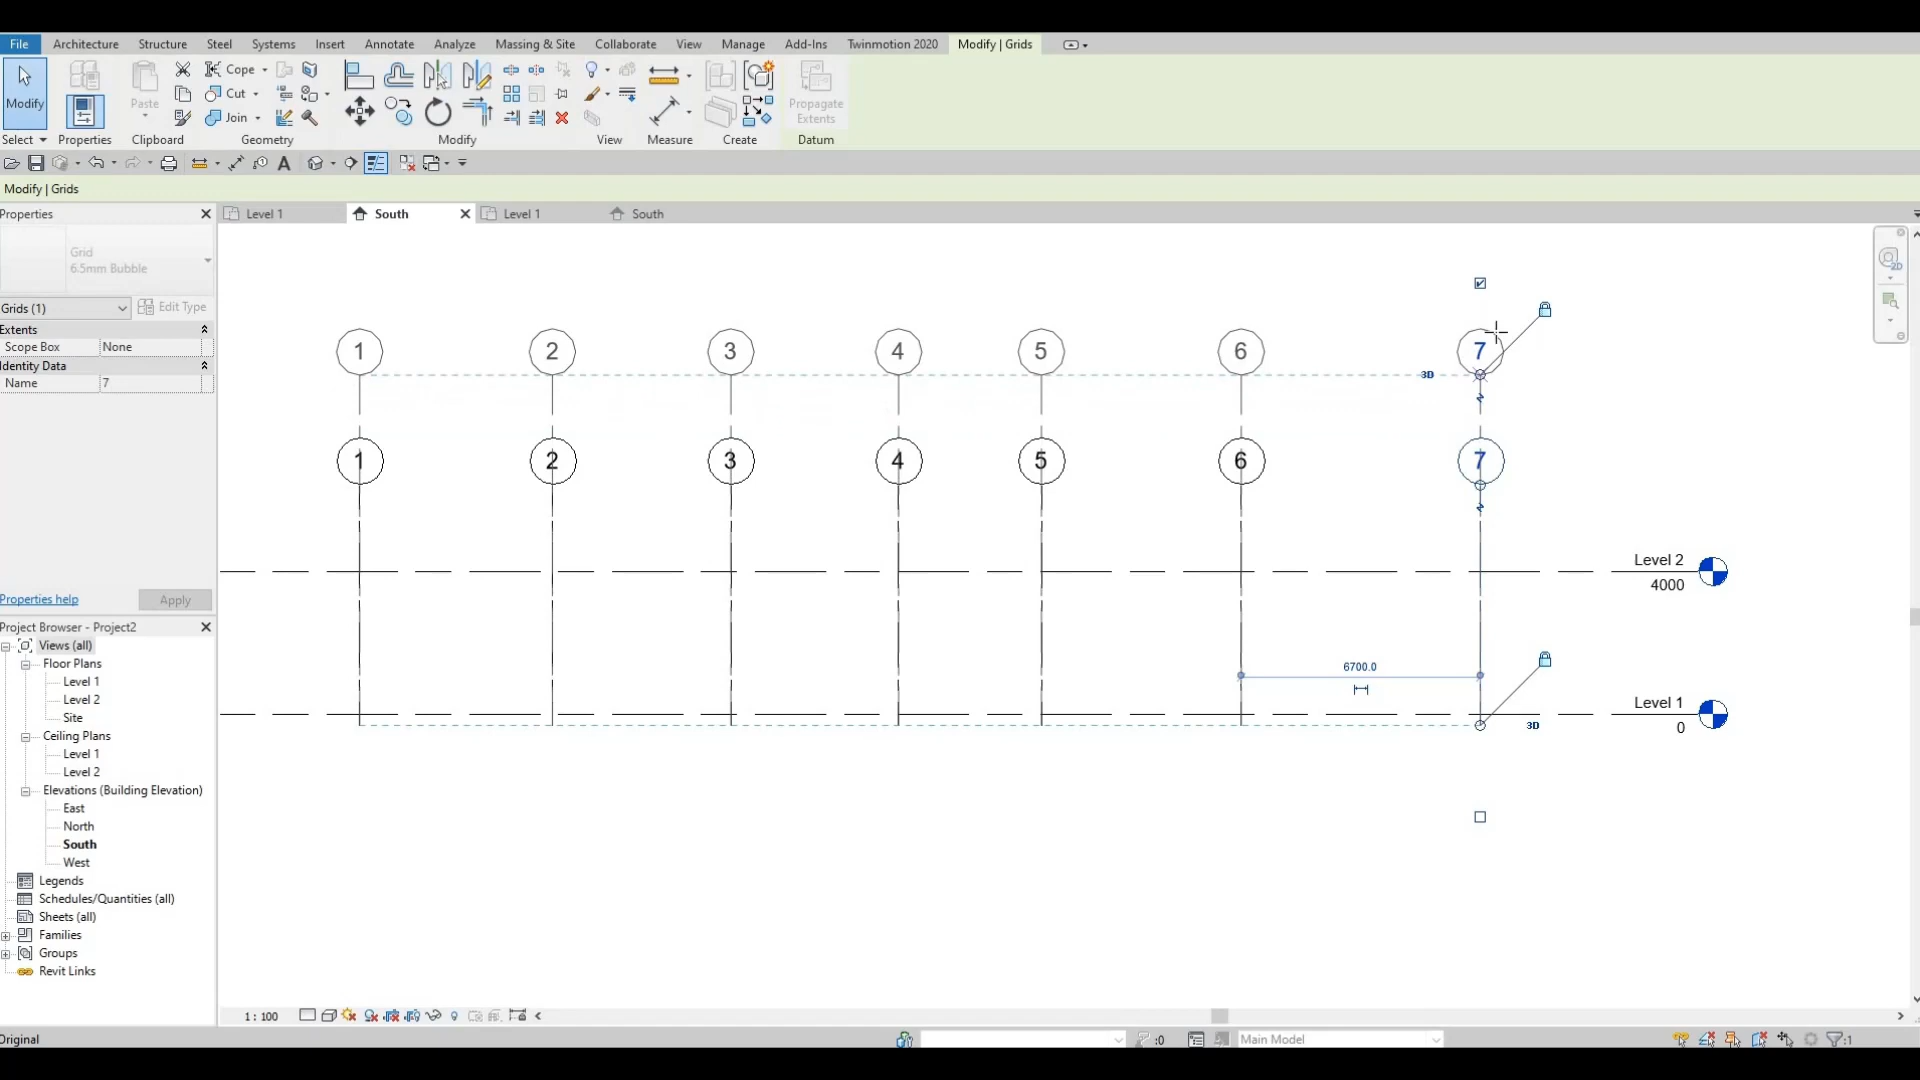 File Architecture Structure Steel Systems Insert Annotate Analyze Massing & Site Collaborate View Manage Add-Ins Twinmotion 2020 Modify | Grids
Modify Paste Cope Cut Join Propagate Extents
Select Properties Clipboard Geometry Modify View Measure Create Datum
Modify | Grids
Properties
Level 1 South Level 1 South
Grid
6.5mm Bubble
Grids (1) Edit Type
Extents
Scope Box None
Identity Data
Name 7
Properties help Apply
Project Browser - Project2
Views (all)
Floor Plans
Level 1
Level 2
Site
Ceiling Plans
Level 1
Level 2
Elevations (Building Elevation)
East
North
South
West
Legends
Schedules/Quantities (all)
Sheets (all)
Families
Groups
Revit Links
2D
1 2 3 4 5 6 7
3D
1 2 3 4 5 6 7
Level 2
4000
6700.0
Level 1
0
3D
1 : 100
Original :0 Main Model :1